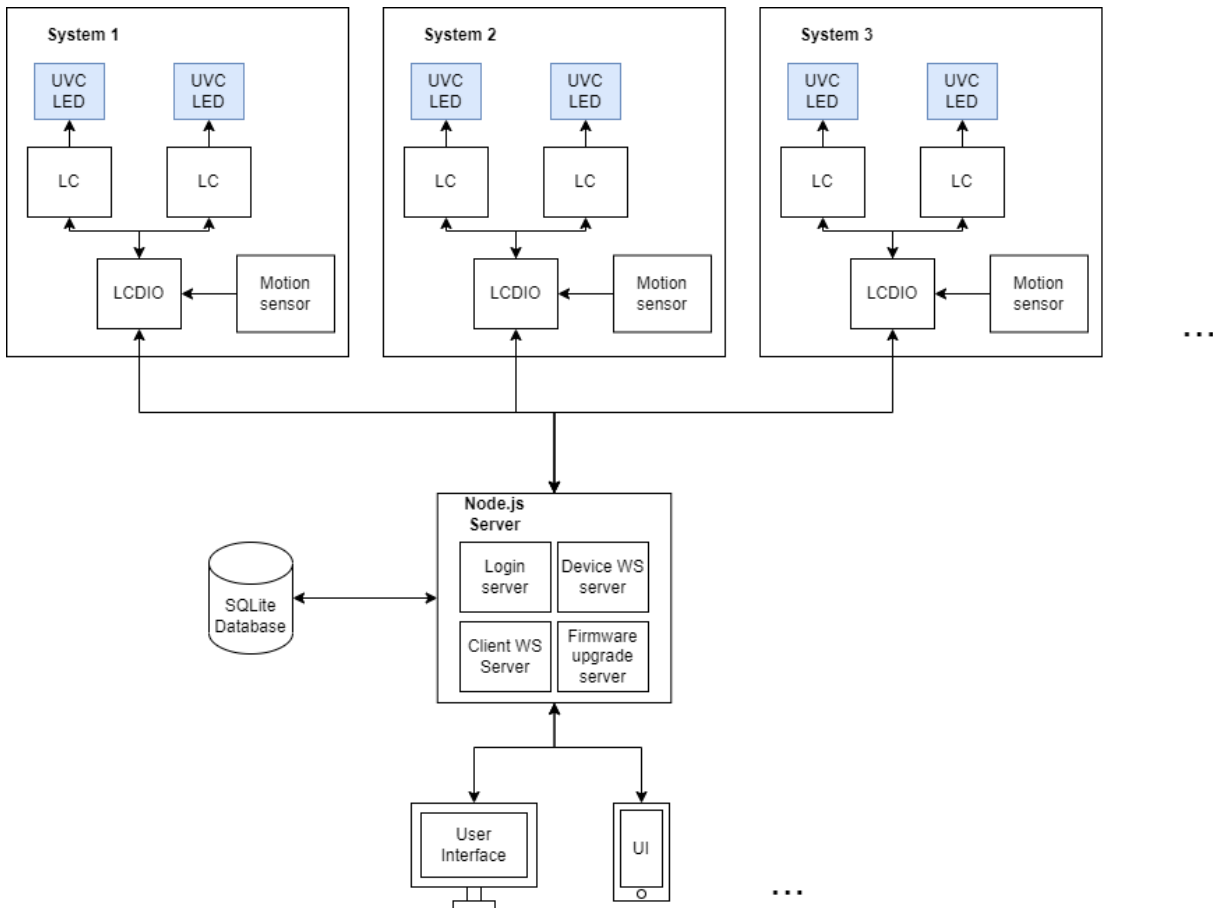 System 1
System 2
System 3
UVC
LED
UVC
LED
UVC
LED
UVC
LED
UVC
LED
UVC
LED
LC
LC
LC
LC
LC
LC
LCDIO
Motion
sensor
LCDIO
Motion
sensor
LCDIO
Motion
sensor
...
Node.js
Server
Login
server
Device WS
server
SQLite
Database
Client WS
Server
Firmware
upgrade
server
User
Interface
UI
...